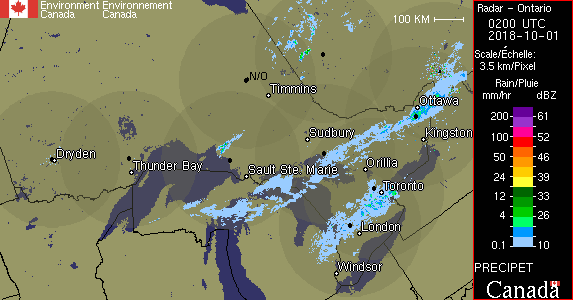 Environment Environnement
Canada Canada
100 KM
N/O
Timmins
Ottawa
Sudbury
Kingston
Dryden
Thunder Bay
Sault Ste. Marie
Orillia
Toronto
London
Windsor
Radar - Ontario
0200 UTC
2018-10-01
Scale/Échelle:
3.5 km/Pixel
Rain/Pluie
mm/hr dBZ
200 61
100 52
50 46
24 39
12 33
4 26
1 18
0.1 10
PRECIPET
Canada